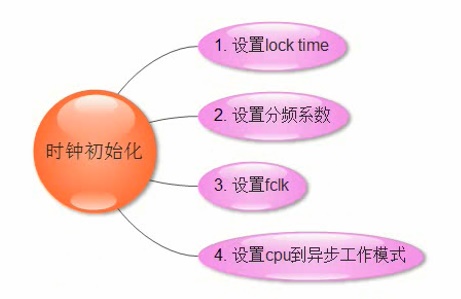 时钟初始化
1. 设置lock time
2. 设置分频系数
3. 设置fclk
4. 设置cpu到异步工作模式